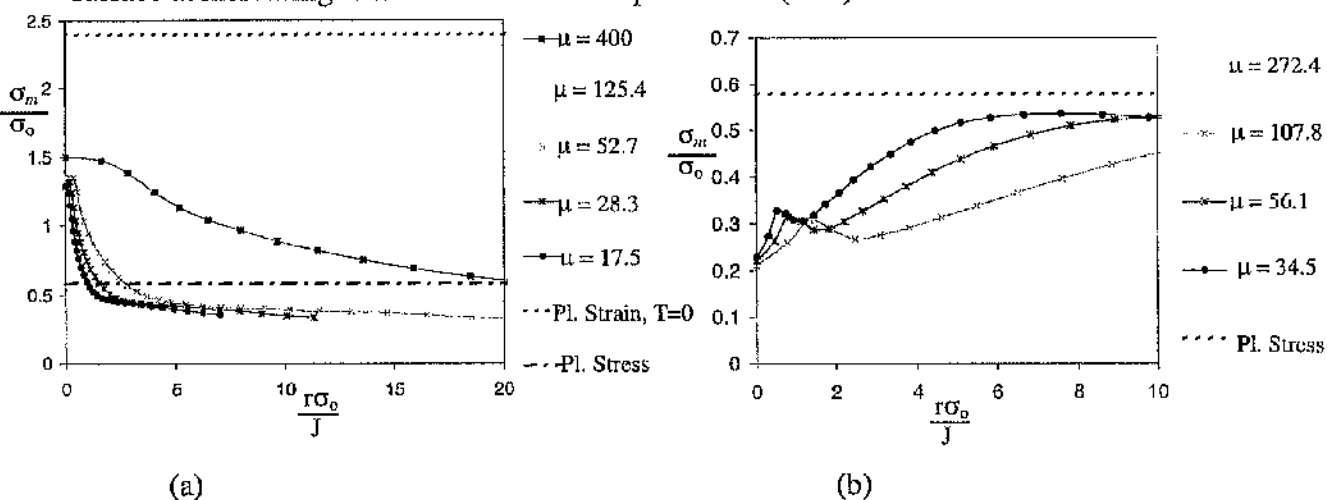 2.5
2
1.5
1
0.5
0
σm/σo
0
5
10
15
20
rσo/J
μ = 400
μ = 125.4
μ = 52.7
μ = 28.3
μ = 17.5
Pl. Strain, T=0
Pl. Stress
(a)
0.7
0.6
0.5
0.4
0.3
0.2
0.1
0
σm/σo
0
2
4
6
8
10
rσo/J
μ = 272.4
μ = 107.8
μ = 56.1
μ = 34.5
Pl. Stress
(b)